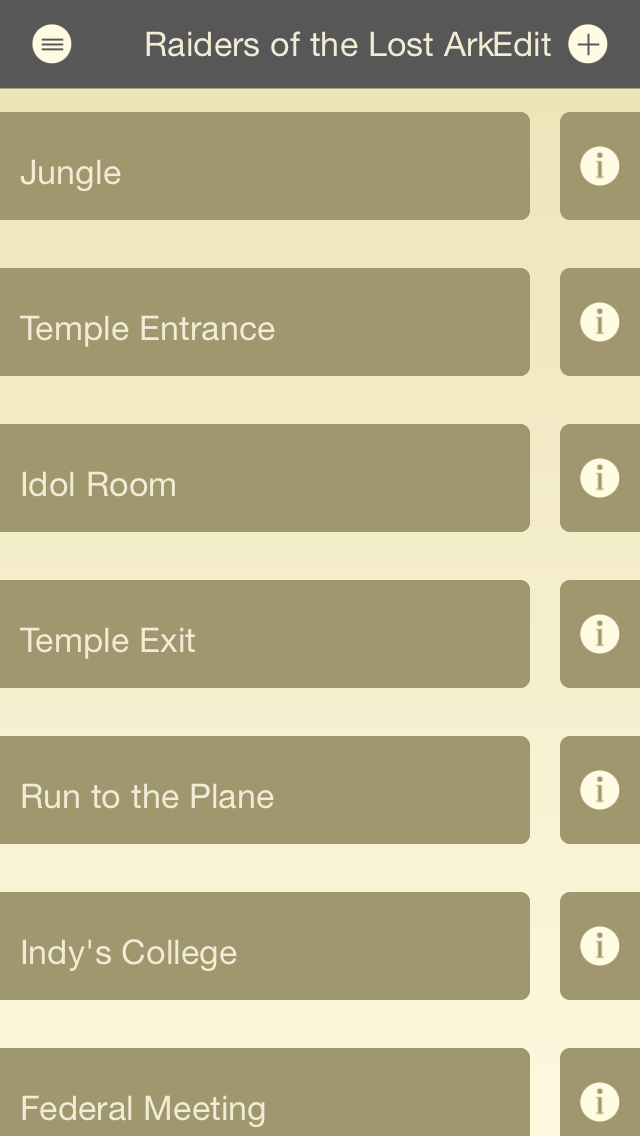 Raiders of the Lost ArkEdit
Jungle
Temple Entrance
Idol Room
Temple Exit
Run to the Plane
Indy's College
Federal Meeting